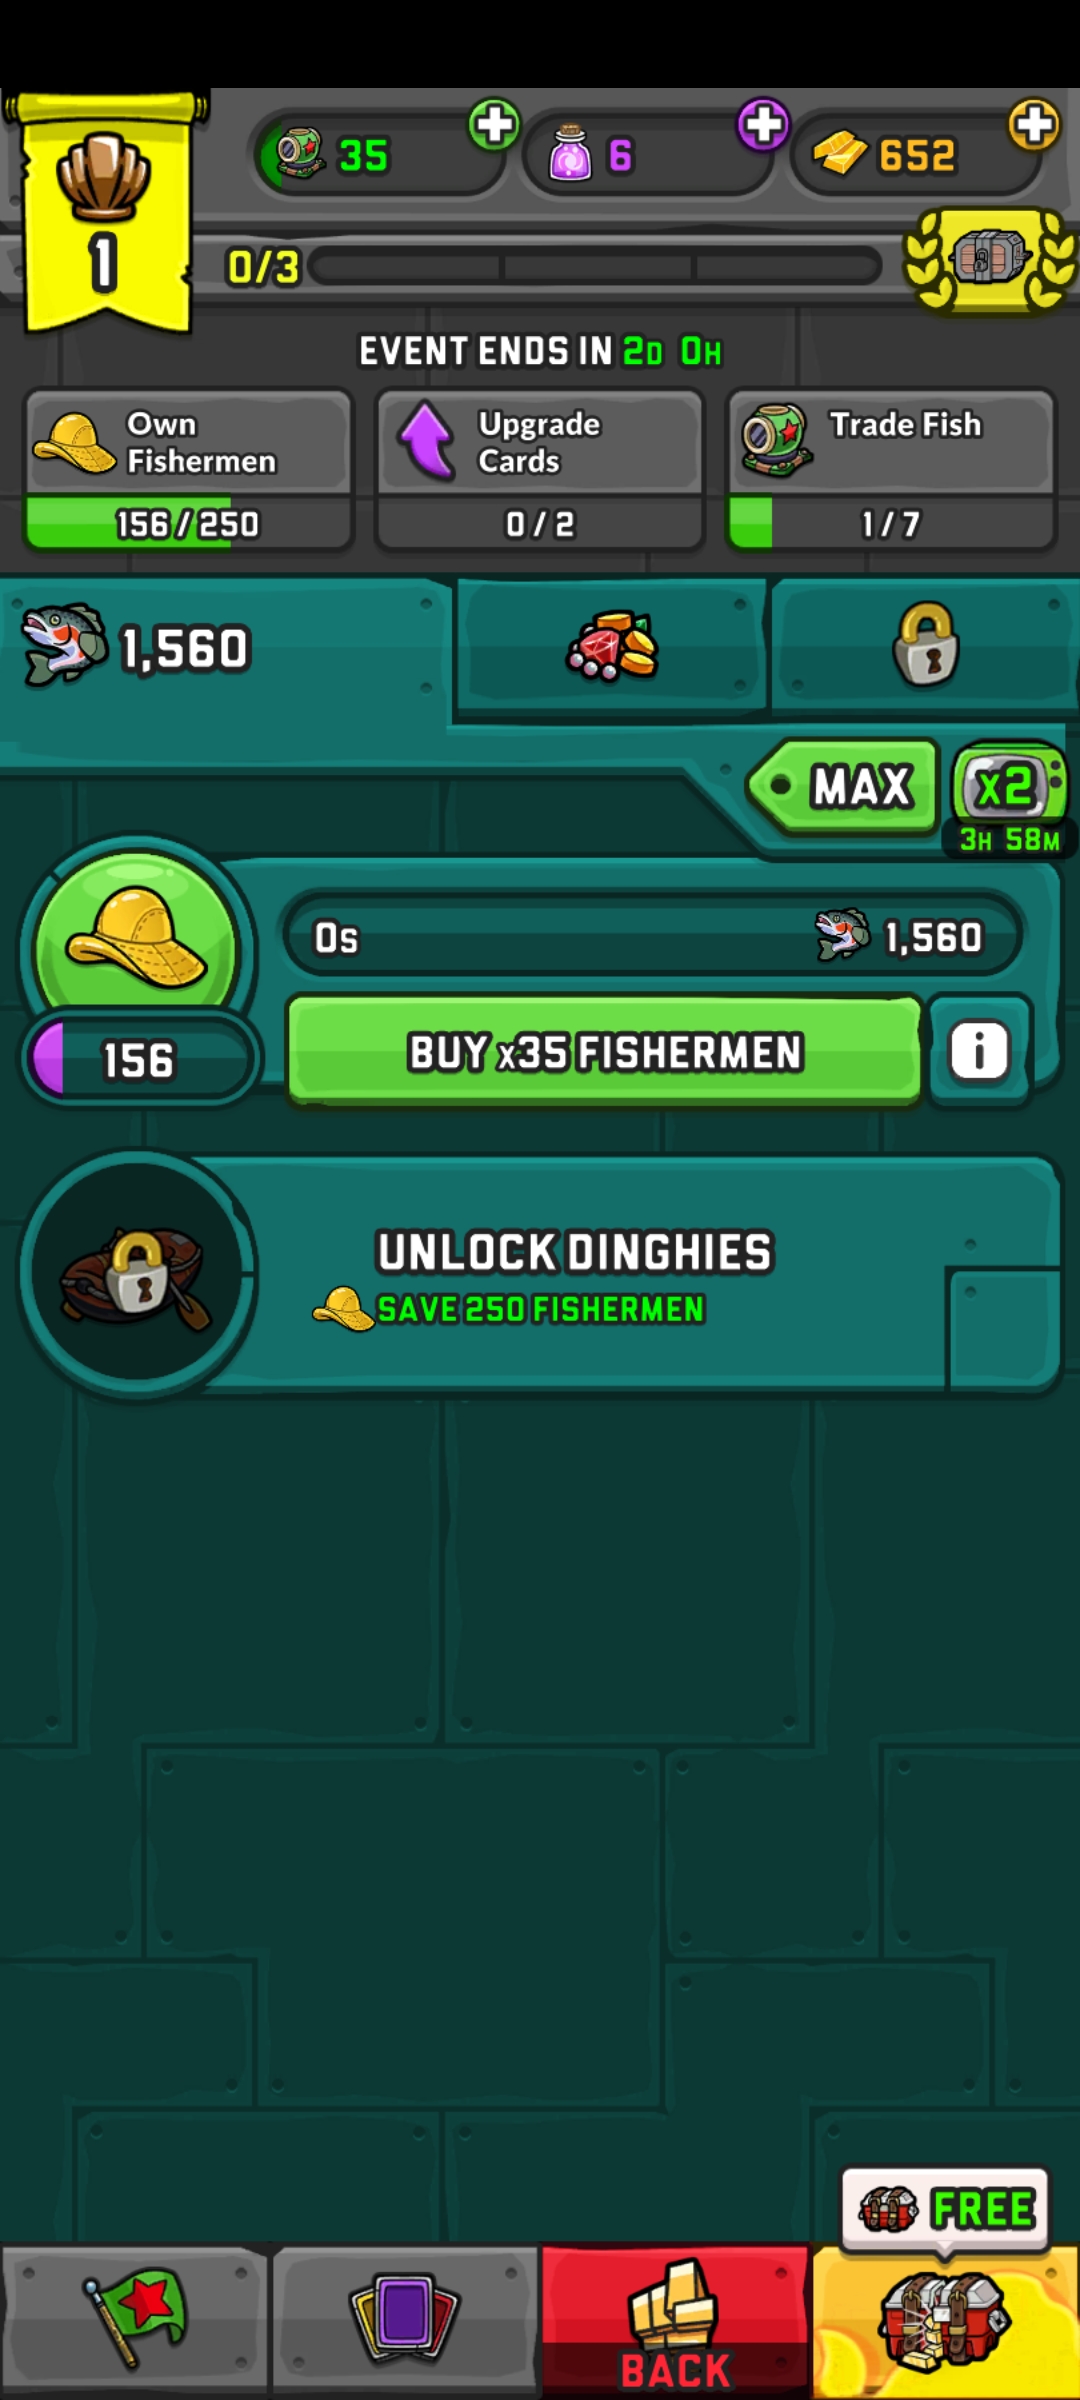 35
6
652
1
0/3
EVENT ENDS IN 2D 0H
Own
Fishermen
156/250
Upgrade
Cards
0/2
Trade Fish
1/7
1,560
MAX
x2
3H 58M
0s
1,560
156
BUY x35 FISHERMEN
i
UNLOCK DINGHIES
SAVE 250 FISHERMEN
FREE
BACK